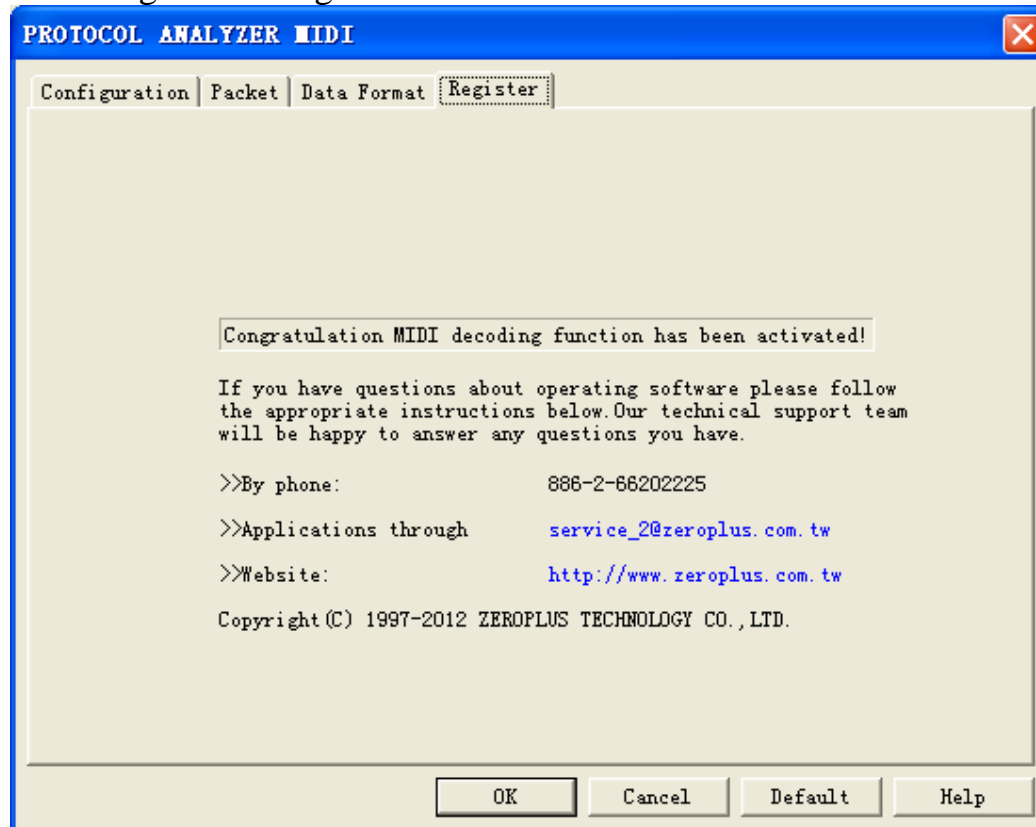 PROTOCOL ANALYZER MIDI
Configuration Packet Data Format Register
Congratulation MIDI decoding function has been activated!
If you have questions about operating software please follow
the appropriate instructions below.Our technical support team
will be happy to answer any questions you have.
>>By phone: 886-2-66202225
>>Applications through service_2@zeroplus.com.tw
>>Website: http://www.zeroplus.com.tw
Copyright(C) 1997-2012 ZEROPLUS TECHNOLOGY CO.,LTD.
OK Cancel Default Help